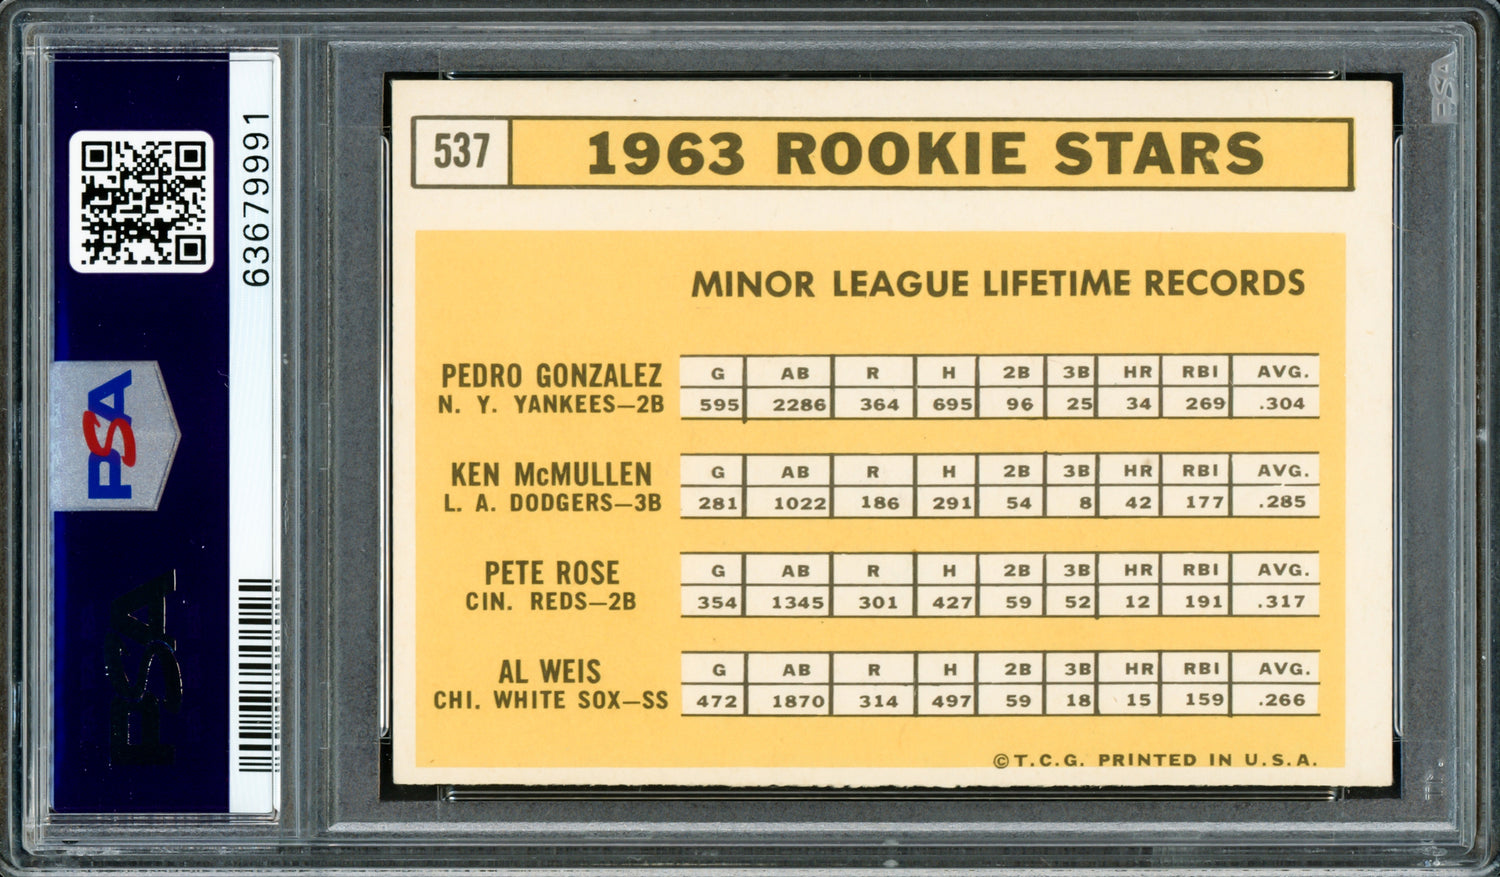 PSA
63679991
PSA
PSA
537
1963 ROOKIE STARS
MINOR LEAGUE LIFETIME RECORDS
PEDRO GONZALEZ G AB R H 2B 3B HR RBI AVG.
N. Y. YANKEES—2B 595 2286 364 695 96 25 34 269 .304
KEN McMULLEN G AB R H 2B 3B HR RBI AVG.
L. A. DODGERS—3B 281 1022 186 291 54 8 42 177 .285
PETE ROSE G AB R H 2B 3B HR RBI AVG.
CIN. REDS—2B 354 1345 301 427 59 52 12 191 .317
AL WEIS G AB R H 2B 3B HR RBI AVG.
CHI. WHITE SOX—SS 472 1870 314 497 59 18 15 159 .266
©T.C.G. PRINTED IN U.S.A.